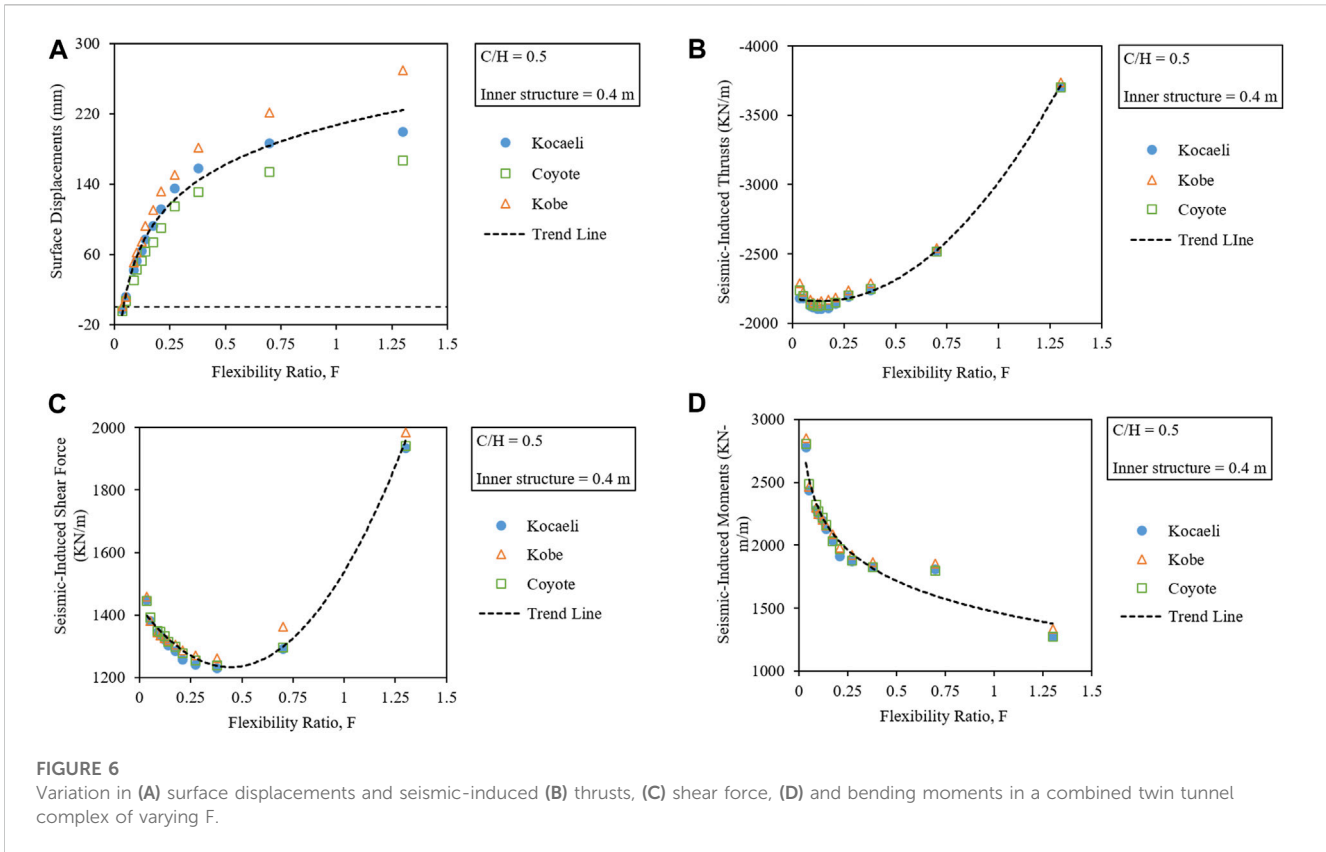 A
300
220
140
60
-20
Surface Displacements (mm)
0 0.25 0.5 0.75 1 1.25 1.5
Flexibility Ratio, F
C/H = 0.5
Inner structure = 0.4 m
Kocaeli
Coyote
Kobe
Trend Line
B
-4000
-3500
-3000
-2500
-2000
Seismic-Induced Thrusts (KN/m)
0 0.25 0.5 0.75 1 1.25 1.5
Flexibility Ratio, F
C/H = 0.5
Inner structure = 0.4 m
Kocaeli
Kobe
Coyote
Trend LIne
C
2000
1800
1600
1400
1200
Seismic-Induced Shear Force
(KN/m)
0 0.25 0.5 0.75 1 1.25 1.5
Flexibility Ratio, F
C/H = 0.5
Inner structure = 0.4 m
Kocaeli
Kobe
Coyote
Trend Line
D
3000
2500
2000
1500
1000
Seismic-Induced Moments (KN-
m/m)
0 0.25 0.5 0.75 1 1.25 1.5
Flexibility Ratio, F
C/H = 0.5
Inner structure = 0.4 m
Kocaeli
Kobe
Coyote
Trend Line
FIGURE 6
Variation in (A) surface displacements and seismic-induced (B) thrusts, (C) shear force, (D) and bending moments in a combined twin tunnel
complex of varying F.